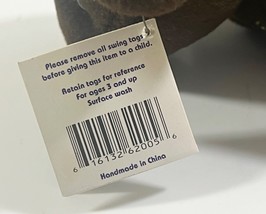 Please remove all swing tags
before giving this item to a child.
Retain tags for reference
For ages 3 and up
Surface wash
6 16132 62005 6
Handmade in China